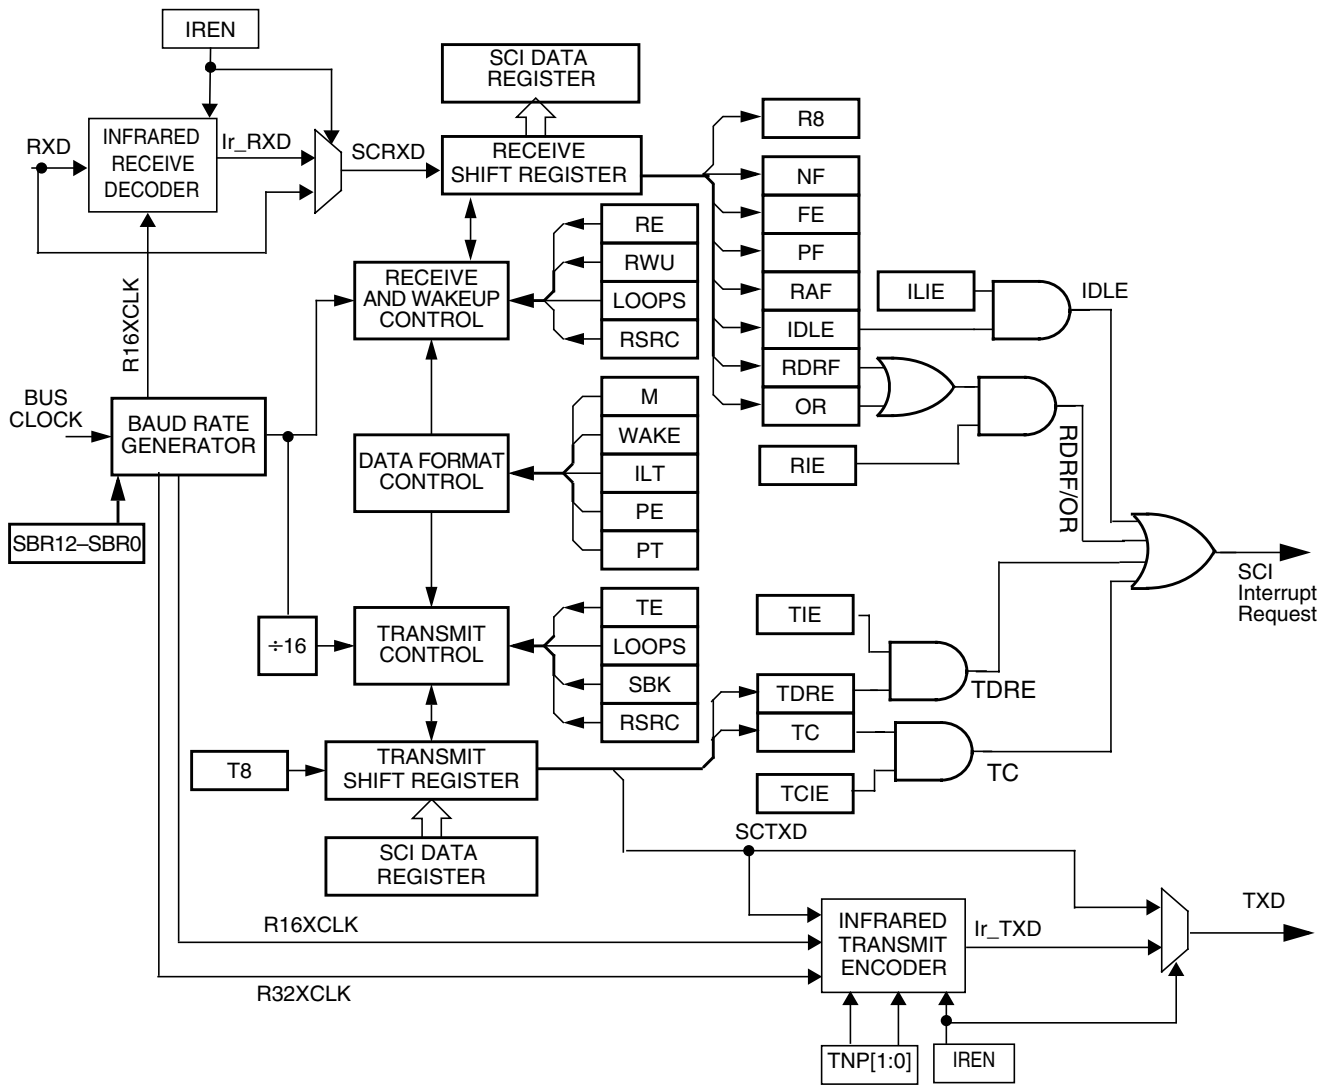 IREN
SCI DATA
REGISTER
RXD
INFRARED
RECEIVE
DECODER
Ir_RXD
SCRXD
RECEIVE
SHIFT REGISTER
R8
NF
FE
PF
RAF
IDLE
RDRF
OR
RE
RWU
LOOPS
RSRC
RECEIVE
AND WAKEUP
CONTROL
R16XCLK
ILIE
IDLE
RIE
RDRF/OR
BUS
CLOCK
BAUD RATE
GENERATOR
SBR12–SBR0
M
WAKE
ILT
PE
PT
DATA FORMAT
CONTROL
SCI
Interrupt
Request
÷16
TRANSMIT
CONTROL
TE
LOOPS
SBK
RSRC
TIE
TDRE
TDRE
TC
TC
TCIE
T8
TRANSMIT
SHIFT REGISTER
SCI DATA
REGISTER
SCTXD
R16XCLK
R32XCLK
INFRARED
TRANSMIT
ENCODER
Ir_TXD
TXD
TNP[1:0]
IREN